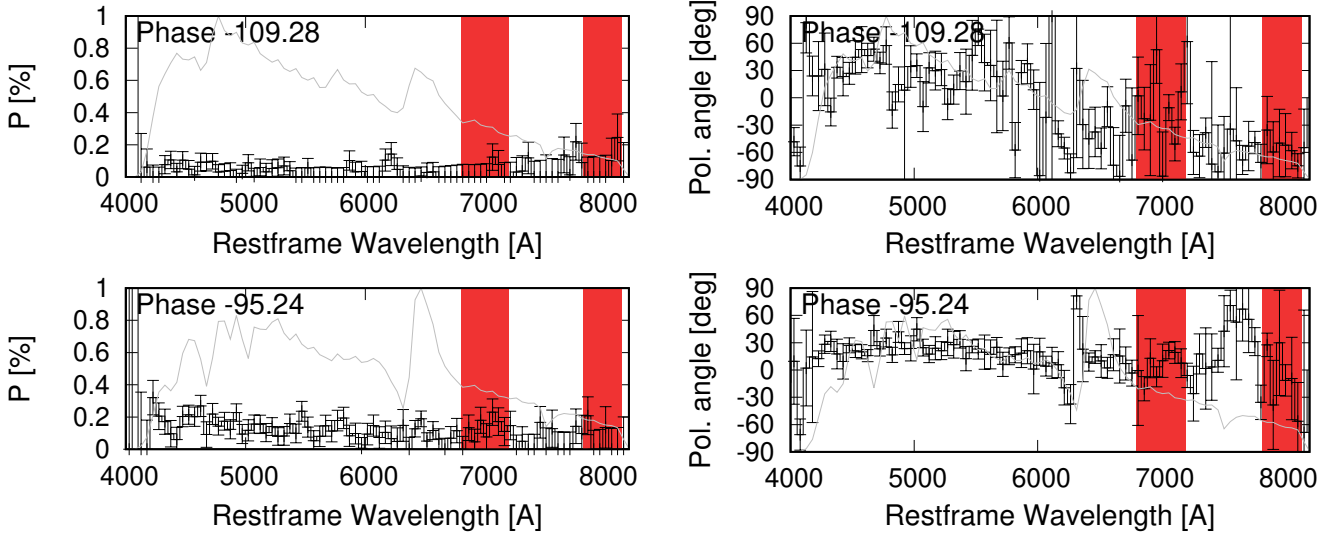 P [%]
1
0.8
0.6
0.4
0.2
0
Phase -109.28
4000 5000 6000 7000 8000
Restframe Wavelength [A]
Pol. angle [deg]
90
60
30
0
-30
-60
-90
Phase -109.28
4000 5000 6000 7000 8000
Restframe Wavelength [A]
P [%]
1
0.8
0.6
0.4
0.2
0
Phase -95.24
4000 5000 6000 7000 8000
Restframe Wavelength [A]
Pol. angle [deg]
90
60
30
0
-30
-60
-90
Phase -95.24
4000 5000 6000 7000 8000
Restframe Wavelength [A]